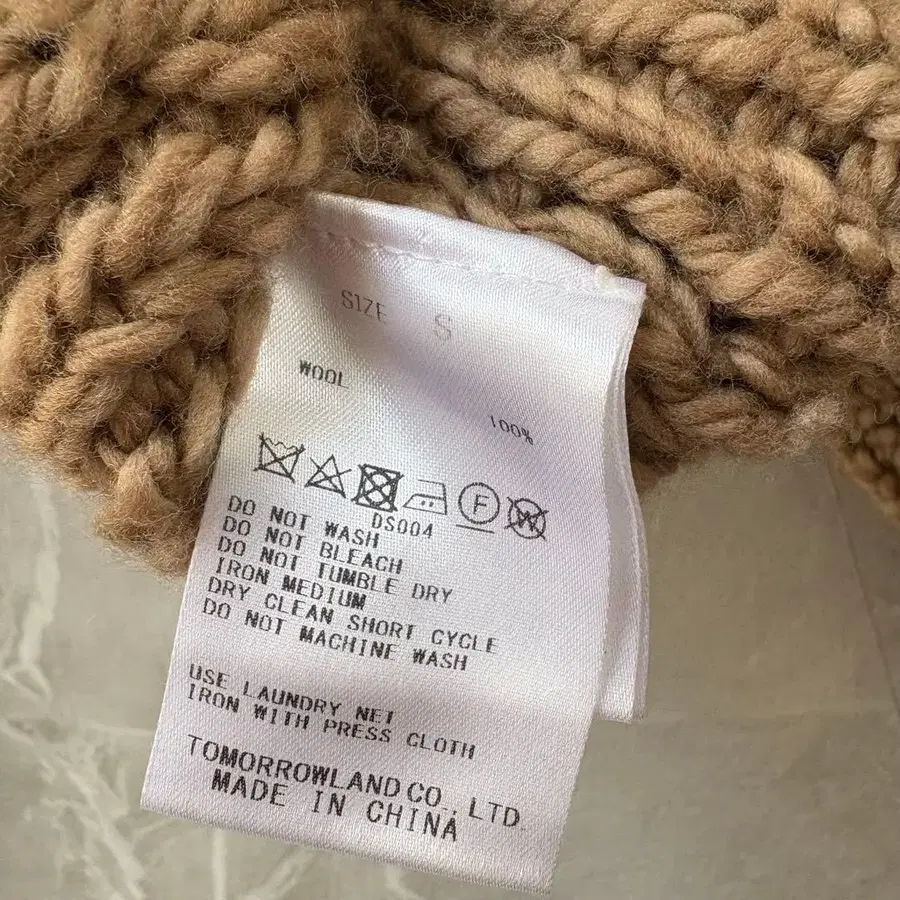 SIZE S
WOOL 100%
F W
DS004
DO NOT WASH
DO NOT BLEACH
DO NOT TUMBLE DRY
IRON MEDIUM
DRY CLEAN SHORT CYCLE
DO NOT MACHINE WASH
USE LAUNDRY NET
IRON WITH PRESS CLOTH
TOMORROWLAND CO., LTD.
MADE IN CHINA